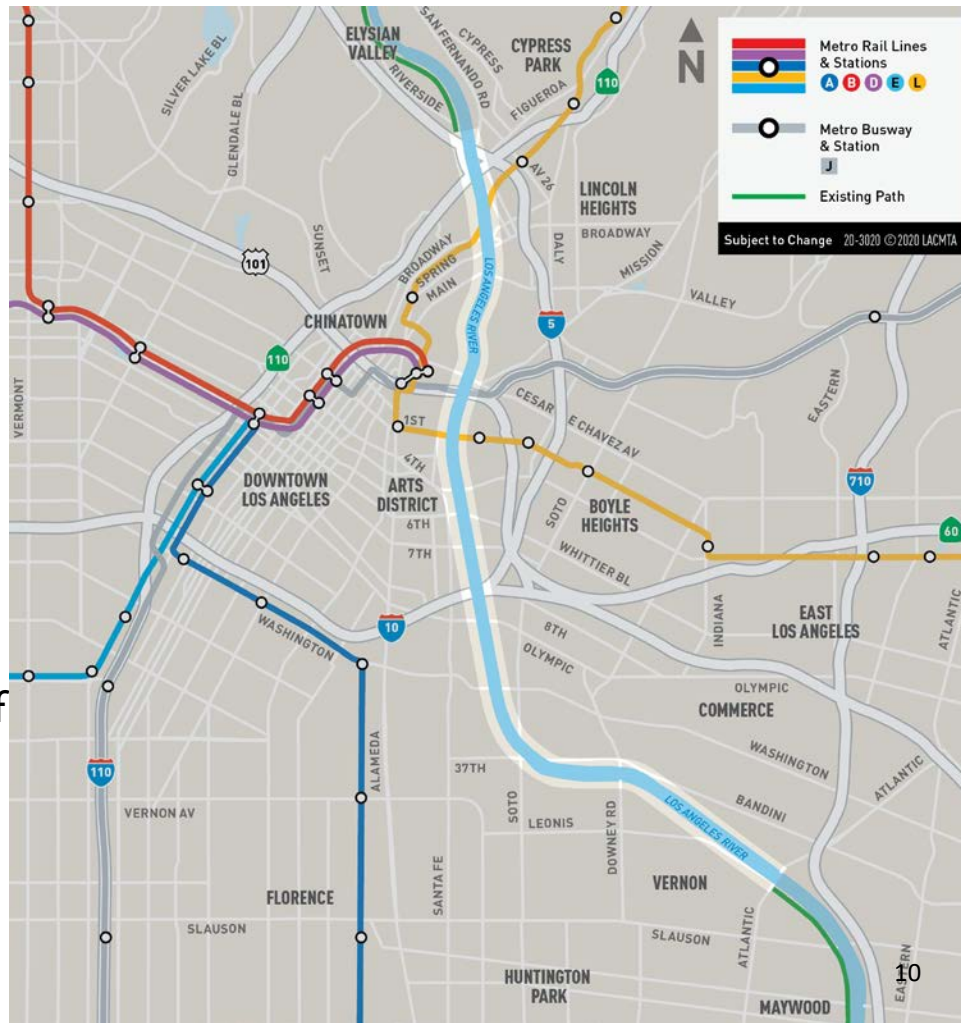 ELYSIAN
VALLEY
SAN FERNANDO RD
CYPRESS
CYPRESS
PARK
RIVERSIDE
FIGUEROA
110
N
SILVER LAKE BL
GLENDALE BL
Metro Rail Lines
& Stations
A B D E L
Metro Busway
& Station
J
Existing Path
Subject to Change 20-3020 © 2020 LACMTA
AV 26
LINCOLN
HEIGHTS
BROADWAY
DALY
MISSION
SUNSET
101
BROADWAY
SPRING
MAIN
LOS ANGELES RIVER
VALLEY
CHINATOWN
5
110
VERMONT
EASTERN
CESAR E CHAVEZ AV
1ST
4TH
DOWNTOWN
LOS ANGELES
ARTS
DISTRICT
6TH
7TH
SOTO
BOYLE
HEIGHTS
WHITTIER BL
710
60
INDIANA
EAST
LOS ANGELES
ATLANTIC
10
WASHINGTON
8TH
OLYMPIC
OLYMPIC
COMMERCE
f
WASHINGTON
ATLANTIC
110
ALAMEDA
37TH
SOTO
BANDINI
VERNON AV
LEONIS
DOWNEY RD
LOS ANGELES RIVER
VERNON
FLORENCE
SANTA FE
SLAUSON
SLAUSON
ATLANTIC
EASTERN
HUNTINGTON
PARK
MAYWOOD
10